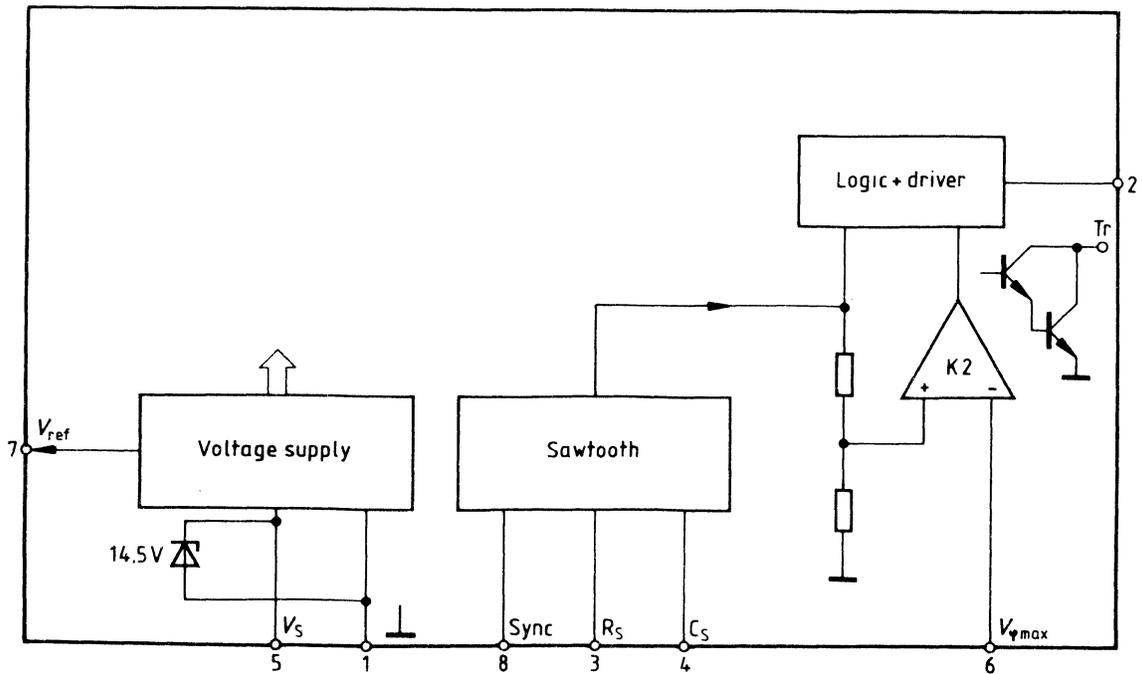 Logic + driver
2
Tr
K2
+
-
7
Vref
Voltage supply
Sawtooth
14.5V
VS
Sync
RS
CS
Vφmax
5
1
8
3
4
6